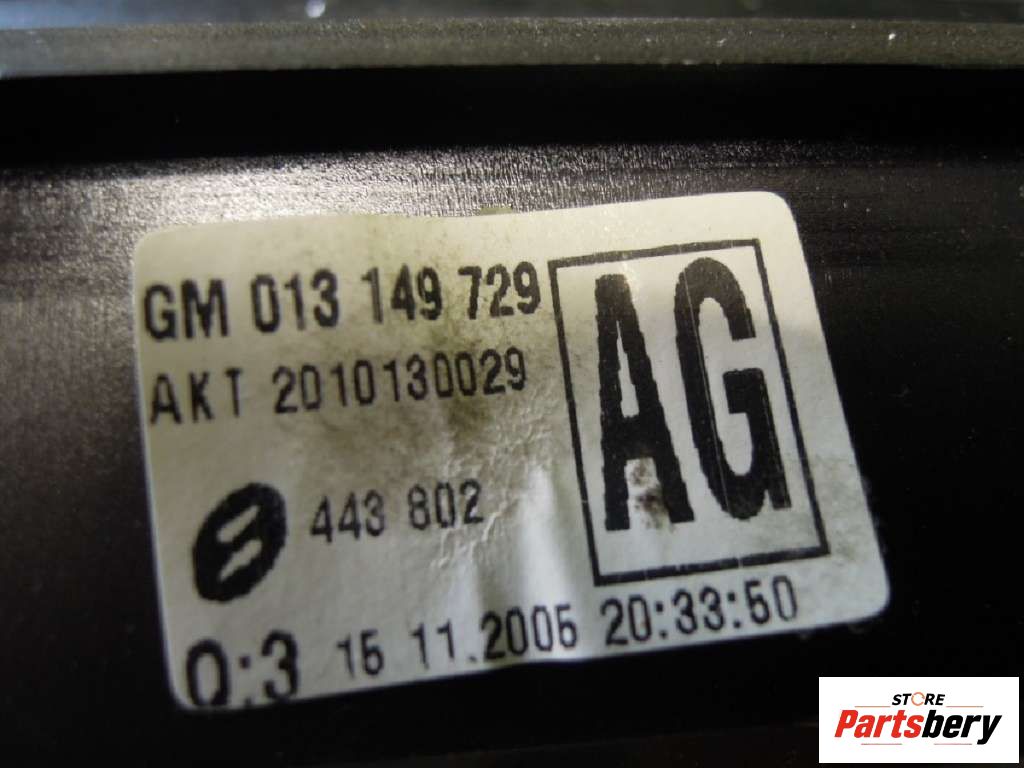 GM 013 149 729
AG
AKT 2010130029
443 802
0:3 15 11.2005 20:33:50
STORE
Partsbery